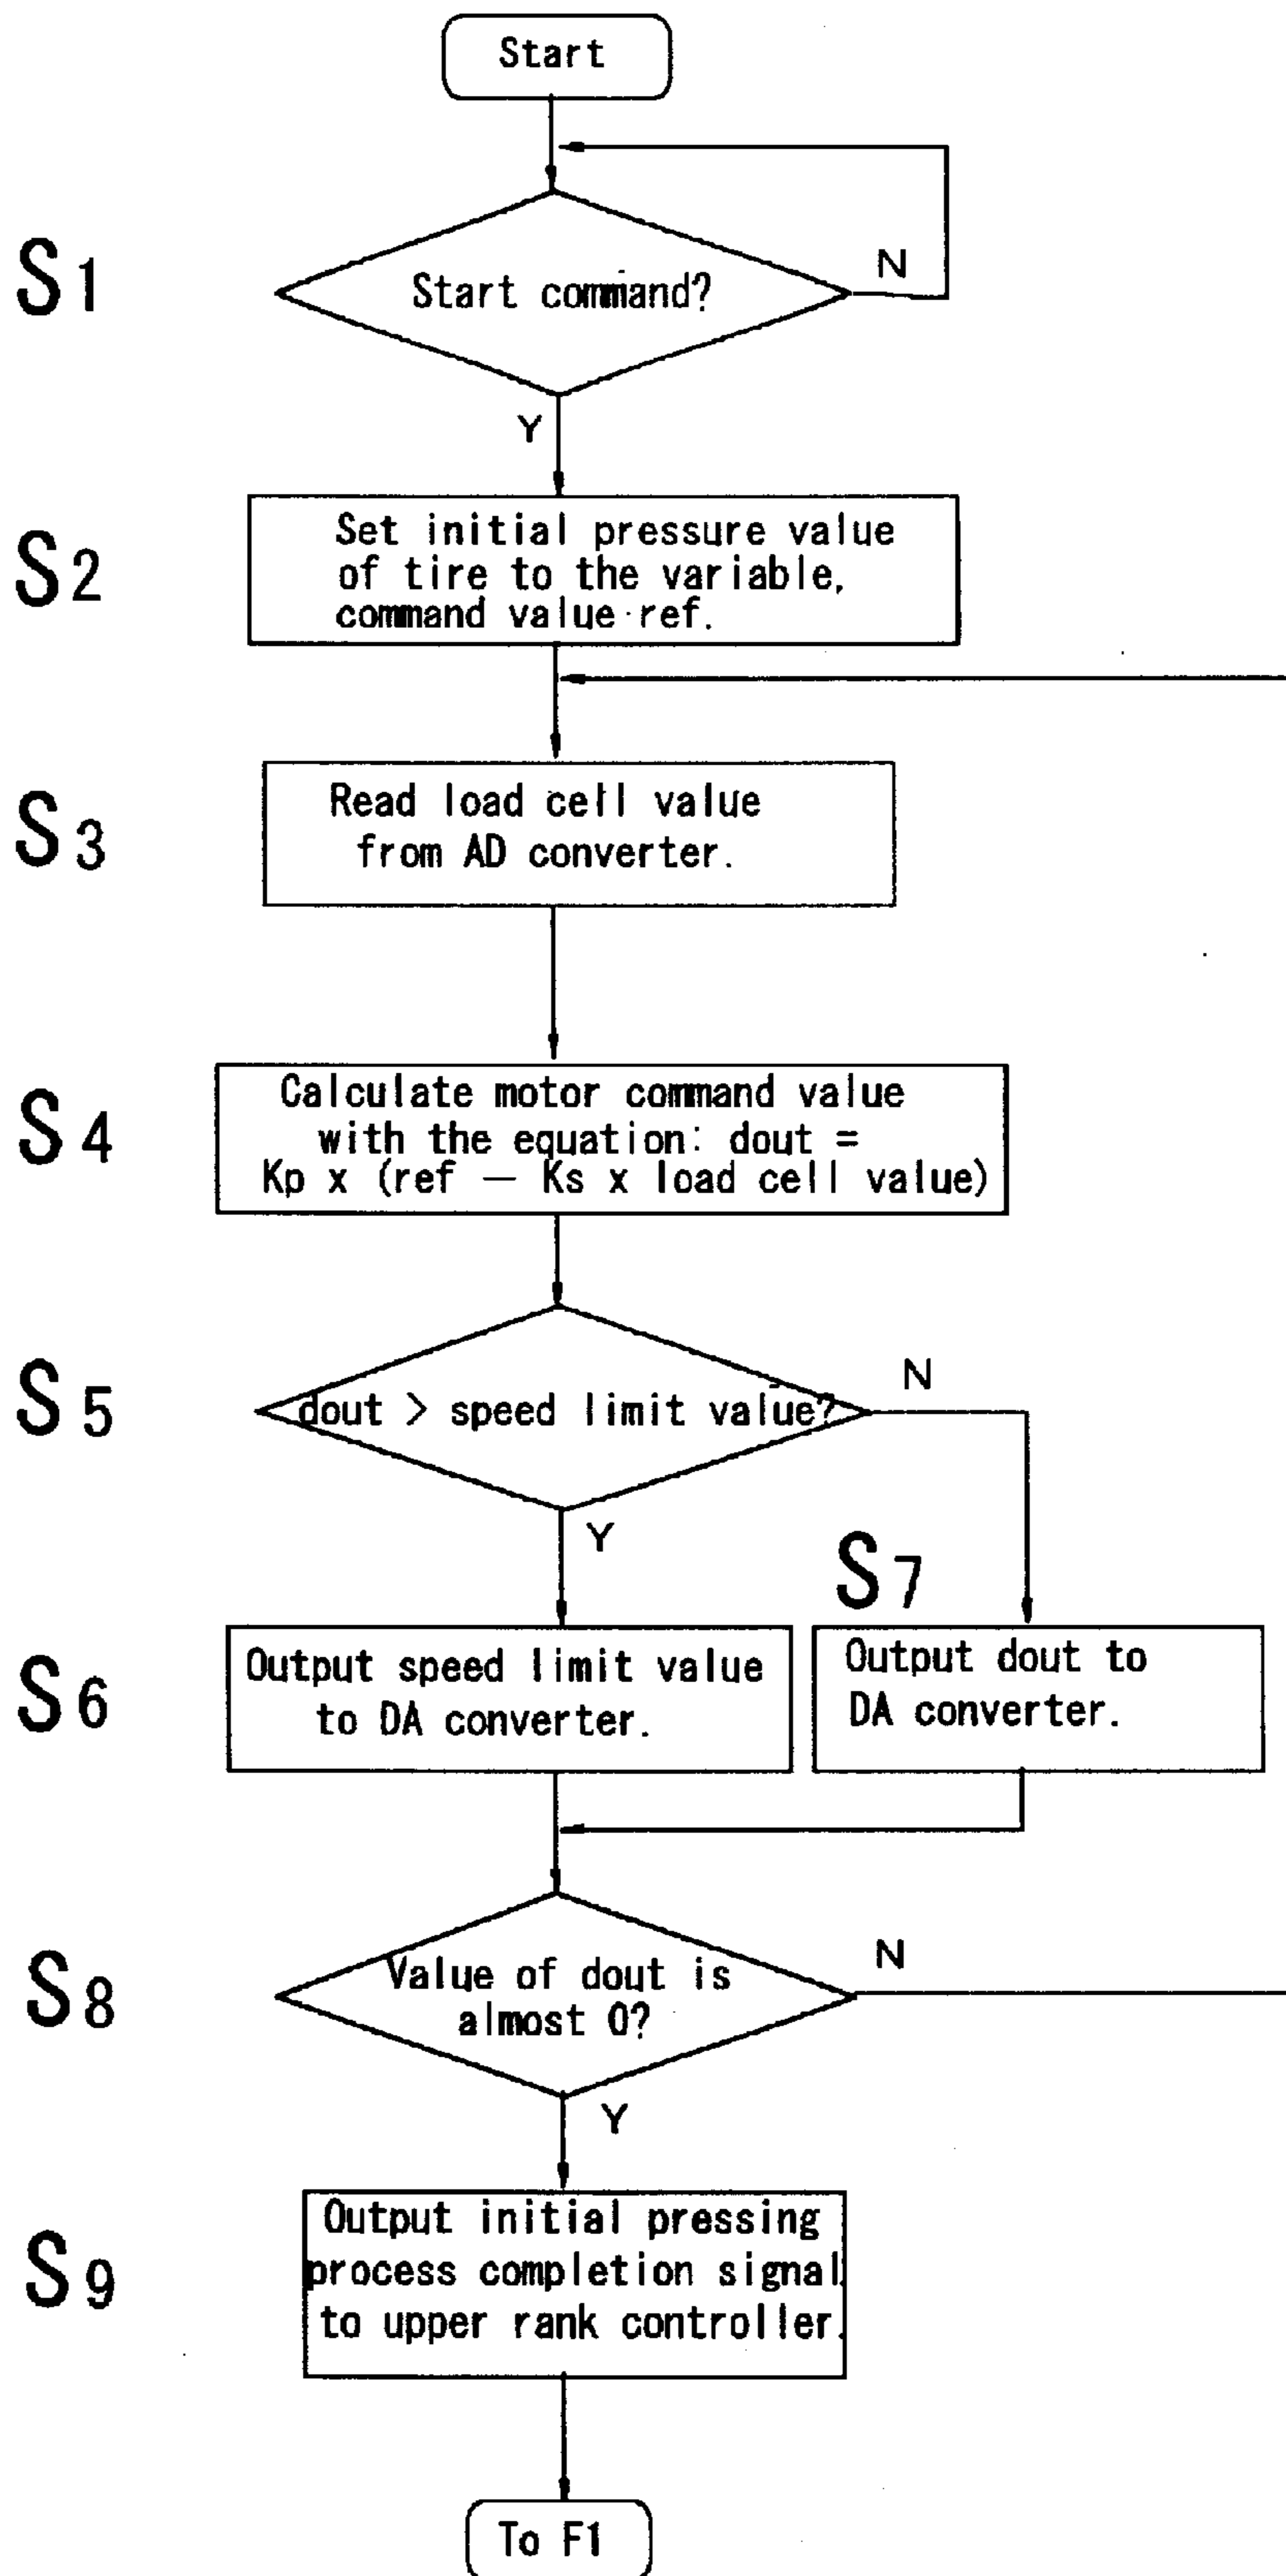 Start
S1
Start command?
N
Y
S2
Set initial pressure value
of tire to the variable,
command value ref.
S3
Read load cell value
from AD converter.
S4
Calculate motor command value
with the equation: dout =
Kp x (ref — Ks x load cell value)
S5
dout > speed limit value?
N
Y
S7
S6
Output speed limit value
to DA converter.
Output dout to
DA converter.
S8
Value of dout is
almost 0?
N
Y
S9
Output initial pressing
process completion signal
to upper rank controller.
To F1